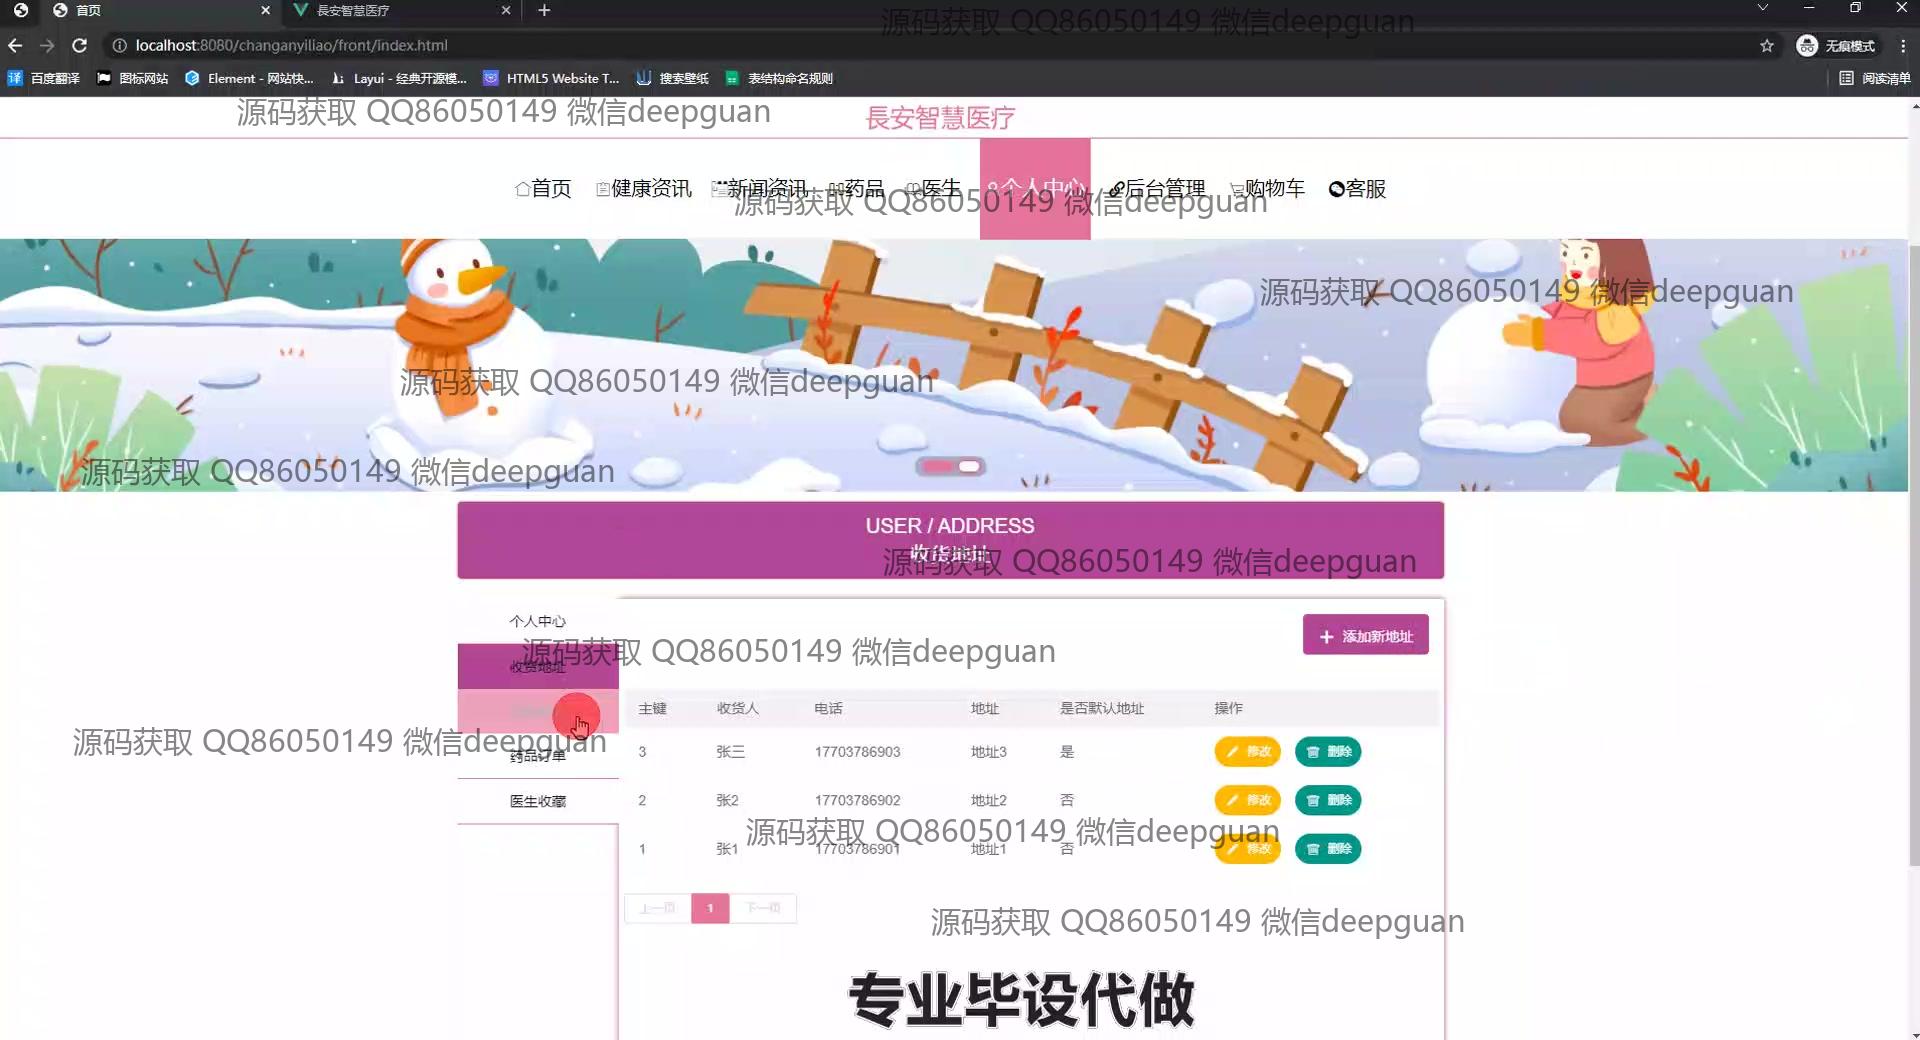 首页
長安智慧医疗
localhost:8080/changanyiliao/front/index.html
无痕模式
百度翻译
图标网站
Element - 网站快...
Layui - 经典开源模...
HTML5 Website T...
搜索壁纸
表结构命名规则
阅读清单
源码获取 QQ86050149 微信deepguan
源码获取 QQ86050149 微信deepguan
長安智慧医疗
首页
健康资讯
新闻资讯
药品
医生
个人中心
后台管理
购物车
客服
源码获取 QQ86050149 微信deepguan
源码获取 QQ86050149 微信deepguan
源码获取 QQ86050149 微信deepguan
源码获取 QQ86050149 微信deepguan
USER / ADDRESS
收货地址
源码获取 QQ86050149 微信deepguan
个人中心
收货地址
药品订单
医生收藏
源码获取 QQ86050149 微信deepguan
源码获取 QQ86050149 微信deepguan
添加新地址
主键 收货人 电话 地址 是否默认地址 操作
3 张三 17703786903 地址3 是 修改 删除
2 张2 17703786902 地址2 否 修改 删除
源码获取 QQ86050149 微信deepguan
1 张1 17703786901 地址1 否 修改 删除
上一页 1 下一页
源码获取 QQ86050149 微信deepguan
专业毕设代做